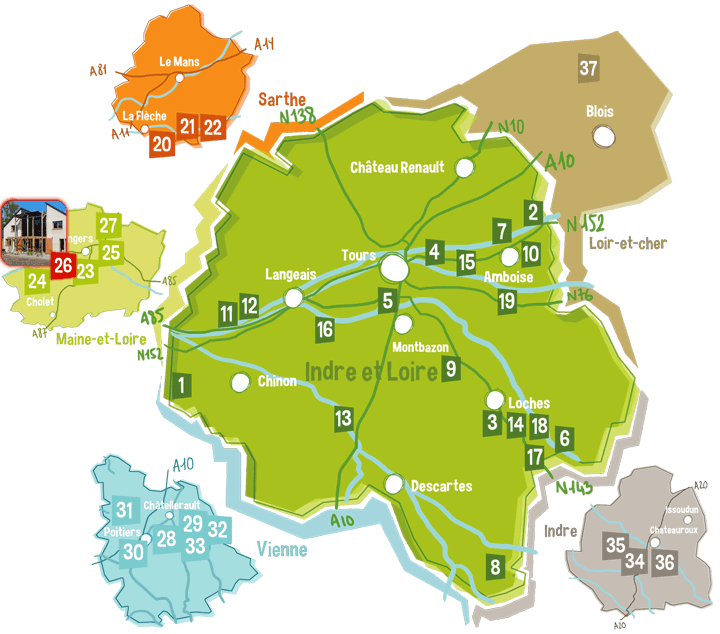 A14
Le Mans
A81
37
La Flèche
Sarthe
N138
Blois
A11
21
22
20
N10
A10
Château Renault
2
27
7
N152
ngers
Loir-et-cher
Tours
4
15
10
25
26
23
24
Langeais
Amboise
A85
N76
Cholet
5
19
11
12
A85
16
A87
Maine-et-Loire
N152
Montbazon
Indre et Loire
9
1
Chinon
Loches
13
3
14
18
6
17
A10
Descartes
N143
A20
31
Châtellerault
Issoudun
A10
29
32
Poitiers
28
Vienne
Indre
Chateauroux
30
33
35
34
36
8
A20